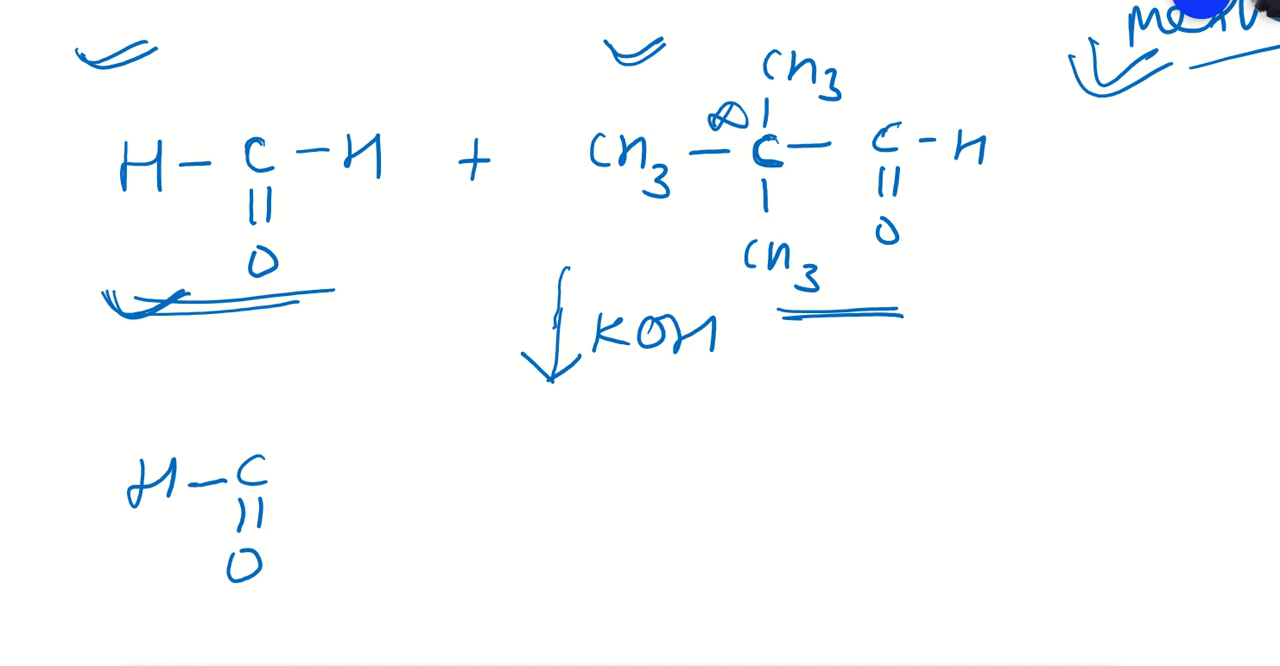 CH3
H-C-H + CH3-C-C-H
|| α ||
O O
CH3
KOH
H-C
||
O